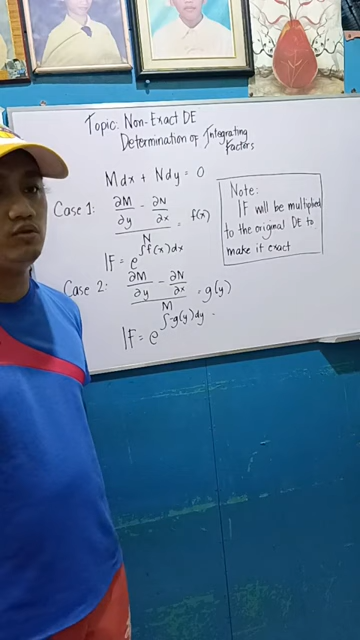 Topic: Non-Exact DE
Determination of Integrating
Factors
Mdx + Ndy = 0
Case 1: (∂M/∂y - ∂N/∂x)/N = f(x)
IF = e^∫f(x)dx
Case 2: (∂M/∂y - ∂N/∂x)/M = g(y)
IF = e^∫-g(y)dy
Note:
IF will be multiplied
to the original DE to
make it exact